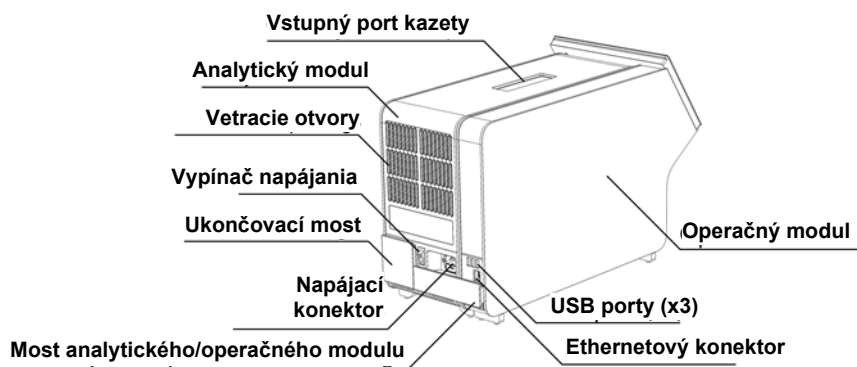 Vstupný port kazety
Analytický modul
Vetracie otvory
Vypínač napájania
Ukončovací most
Operačný modul
Napájací
konektor
USB porty (x3)
Most analytického/operačného modulu
Ethernetový konektor